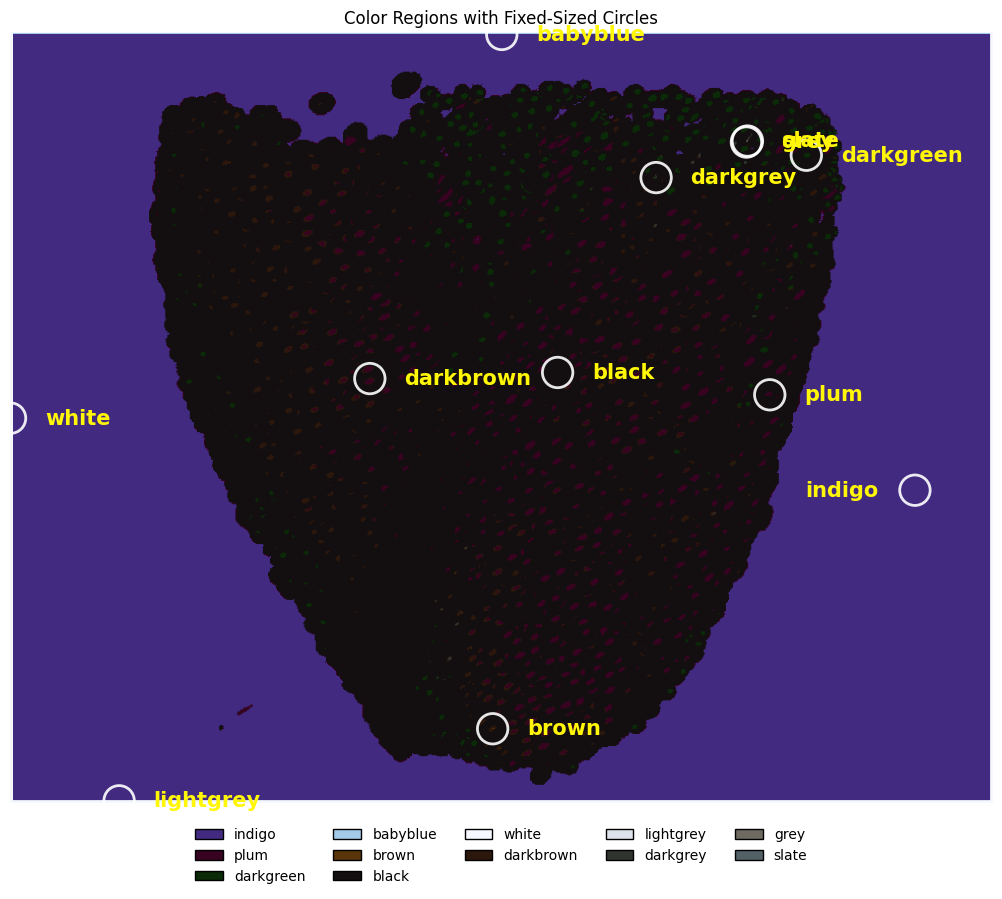 Color Regions with Fixed-Sized Circles
babyblue
slate
grey
darkgreen
darkgrey
darkbrown
black
plum
white
indigo
brown
lightgrey
indigo babyblue white lightgrey grey
plum brown darkbrown darkgrey slate
darkgreen black